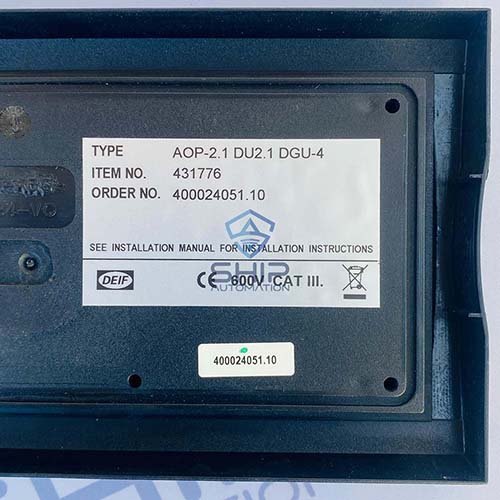 TYPE AOP-2.1 DU2.1 DGU-4
ITEM NO. 431776
ORDER NO. 400024051.10
SEE INSTALLATION MANUAL FOR INSTALLATION INSTRUCTIONS
DEIF CE 600V CAT III.
SHIP
AUTOMATION
400024051.10